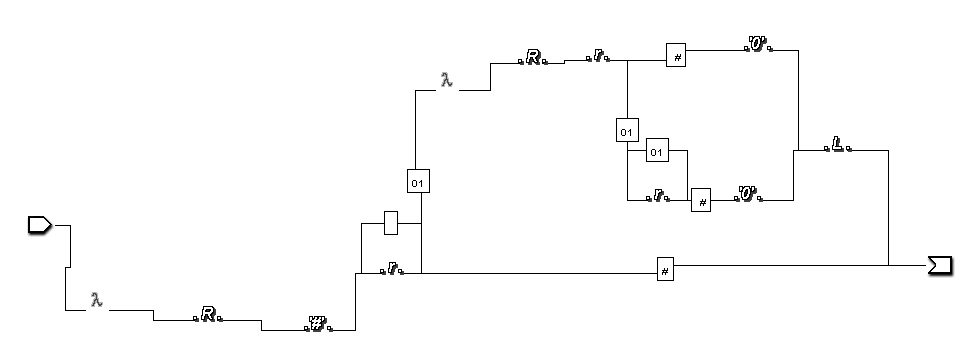 .R. .r. # .'0'.
λ
01
01 .L.
01
.r. # .'0'.
.r. #
λ .R. .'#'.